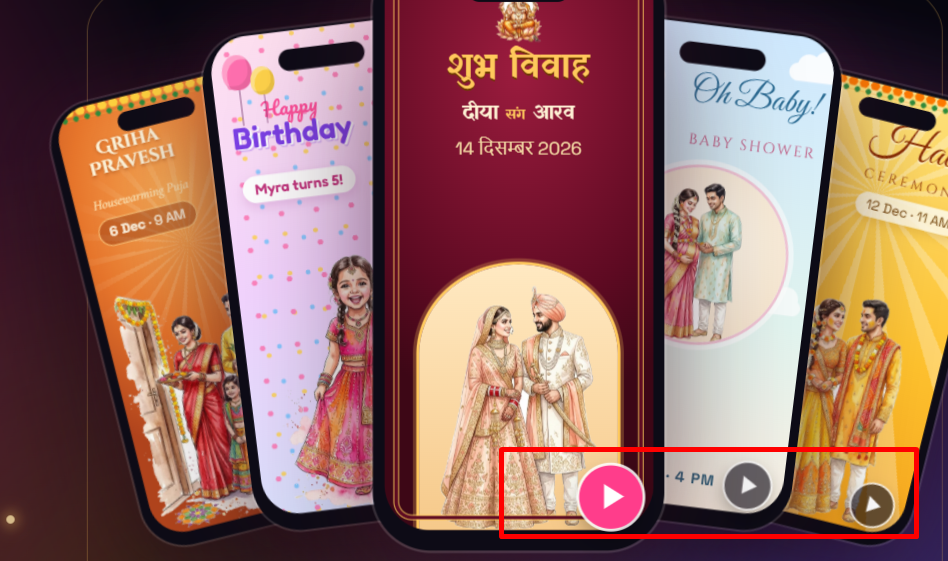 GRIHA
PRAVESH
Housewarming Puja
6 Dec · 9 AM
Happy
Birthday
Myra turns 5!
शुभ विवाह
दीया संग आरव
14 दिसम्बर 2026
Oh Baby!
BABY SHOWER
· 4 PM
CEREMON
12 Dec · 11 AM